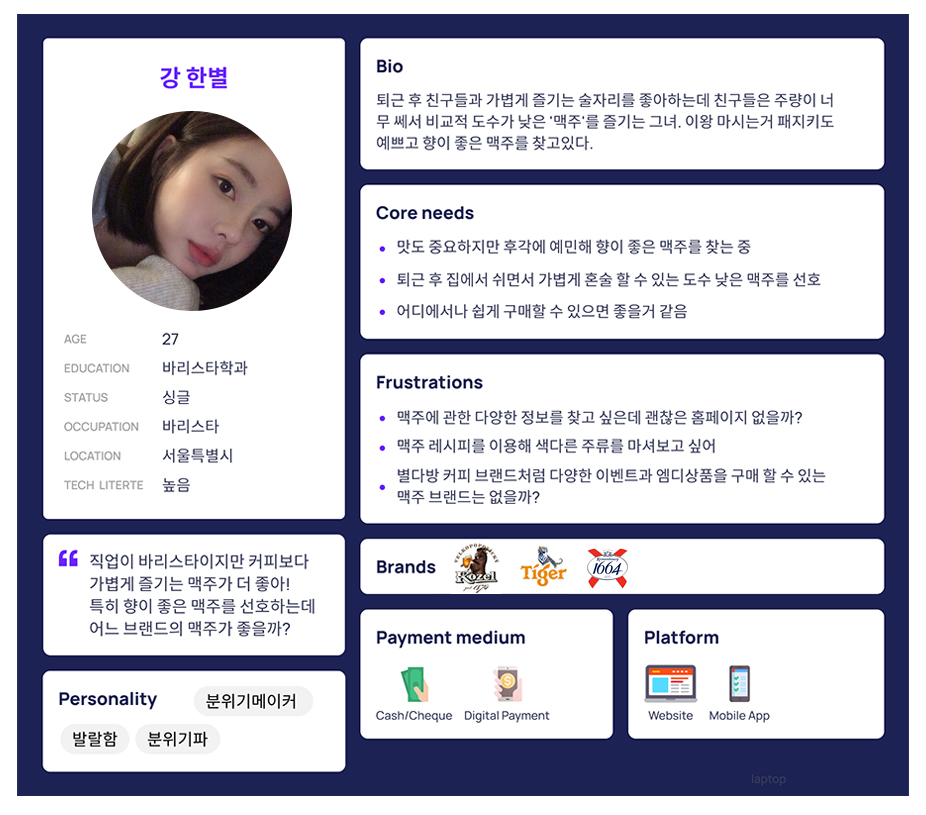 강 한별
AGE 27
EDUCATION 바리스타학과
STATUS 싱글
OCCUPATION 바리스타
LOCATION 서울특별시
TECH LITERTE 높음
직업이 바리스타이지만 커피보다
가볍게 즐기는 맥주가 더 좋아!
특히 향이 좋은 맥주를 선호하는데
어느 브랜드의 맥주가 좋을까?
Personality 분위기메이커
발랄함 분위기파
Bio
퇴근 후 친구들과 가볍게 즐기는 술자리를 좋아하는데 친구들은 주량이 너
무 쎄서 비교적 도수가 낮은 '맥주'를 즐기는 그녀. 이왕 마시는거 패지키도
예쁘고 향이 좋은 맥주를 찾고있다.
Core needs
맛도 중요하지만 후각에 예민해 향이 좋은 맥주를 찾는 중
퇴근 후 집에서 쉬면서 가볍게 혼술 할 수 있는 도수 낮은 맥주를 선호
어디에서나 쉽게 구매할 수 있으면 좋을거 같음
Frustrations
맥주에 관한 다양한 정보를 찾고 싶은데 괜찮은 홈페이지 없을까?
맥주 레시피를 이용해 색다른 주류를 마셔보고 싶어
별다방 커피 브랜드처럼 다양한 이벤트과 엠디상품을 구매 할 수 있는
맥주 브랜드는 없을까?
Brands
Kozel
Tiger
1664
Payment medium
Cash/Cheque Digital Payment
Platform
Website Mobile App
laptop